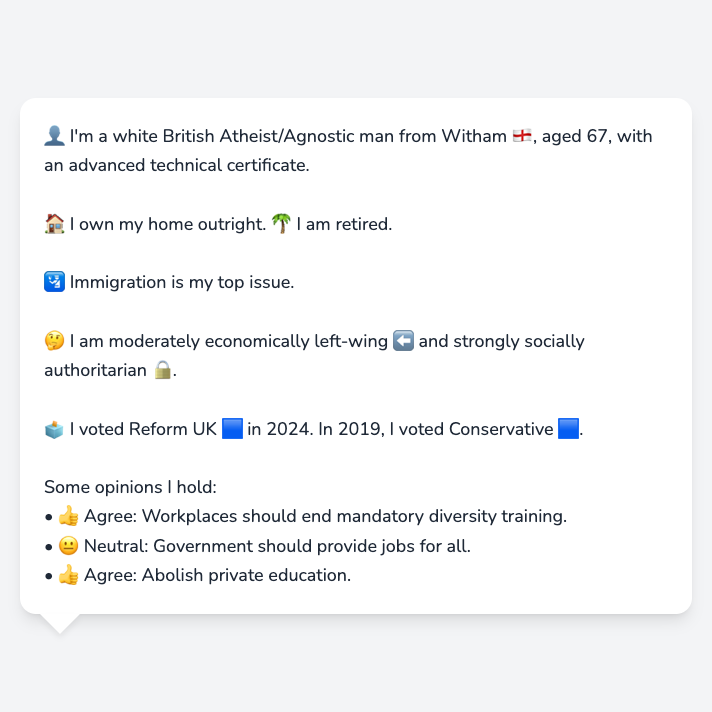 👤 I'm a white British Atheist/Agnostic man from Witham 🏴󠁧󠁢󠁥󠁮󠁧󠁿, aged 67, with
an advanced technical certificate.
🏠 I own my home outright. 🌴 I am retired.
🛂 Immigration is my top issue.
🤔 I am moderately economically left-wing ⬅️ and strongly socially
authoritarian 🔒.
🗳️ I voted Reform UK 🟦 in 2024. In 2019, I voted Conservative 🟦.
Some opinions I hold:
• 👍 Agree: Workplaces should end mandatory diversity training.
• 😐 Neutral: Government should provide jobs for all.
• 👍 Agree: Abolish private education.